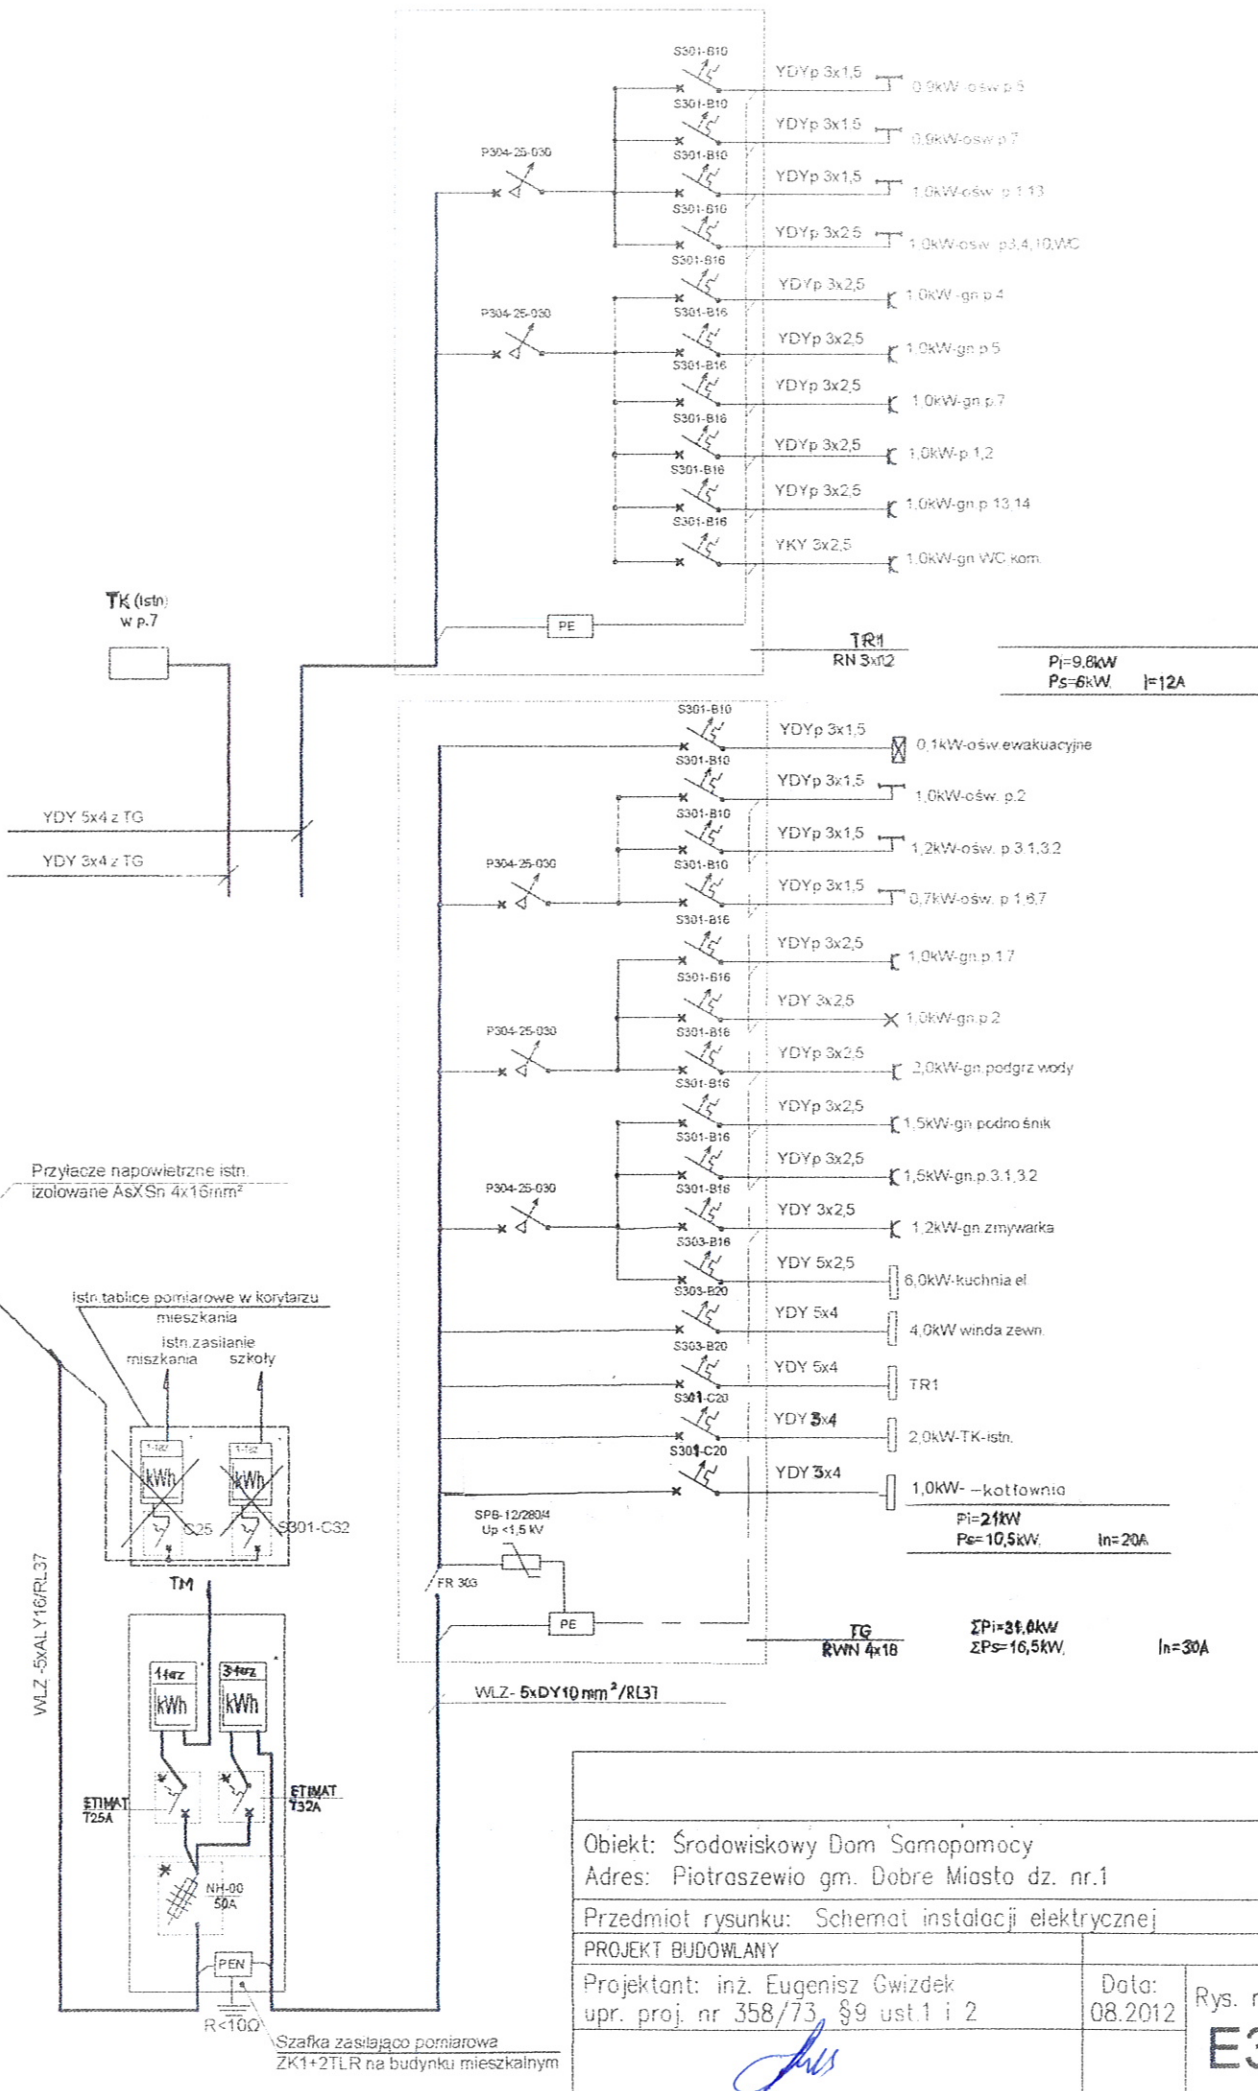 S301-B10
YDYp 3x1,5
0,9kW-ośw.p.5
S301-B10
YDYp 3x1,5
0,9kW-ośw.p.7
P304-25-030
S301-B10
YDYp 3x1,5
1,0kW-ośw. p.1,13
S301-B10
YDYp 3x2,5
1,0kW-ośw. p3,4,10,WC
S301-B16
YDYp 3x2,5
1,0kW-gn.p.4
P304-25-030
S301-B16
YDYp 3x2,5
1,0kW-gn.p.5
S301-B16
YDYp 3x2,5
1,0kW-gn.p.7
S301-B16
YDYp 3x2,5
1,0kW-p.1,2
S301-B16
YDYp 3x2,5
1,0kW-gn.p.13,14
S301-B16
YKY 3x2,5
1,0kW-gn.WC kom.
TK (istn)
w p.7
PE
TR1
RN 3x12
Pi=9,8kW
Ps=6kW, I=12A
S301-B10
YDYp 3x1,5
0,1kW-ośw.ewakuacyjne
S301-B10
YDYp 3x1,5
1,0kW-ośw. p.2
YDY 5x4 z TG
S301-B10
YDYp 3x1,5
1,2kW-ośw. p.3.1,3.2
YDY 3x4 z TG
P304-25-030
S301-B10
YDYp 3x1,5
0,7kW-ośw. p.1,6,7
S301-B16
YDYp 3x2,5
1,0kW-gn.p.1.7
S301-B16
YDY 3x2,5
1,0kW-gn.p.2
P304-25-030
S301-B16
YDYp 3x2,5
2,0kW-gn.podgrz wody
S301-B16
YDYp 3x2,5
1,5kW-gn.podnośnik
S301-B16
YDYp 3x2,5
1,5kW-gn.p.3.1,3.2
Przyłacze napowietrzne istn.
izolowane AsXSn 4x16mm²
P304-25-030
S301-B16
YDY 3x2,5
1,2kW-gn.zmywarka
S303-B16
YDY 5x2,5
6,0kW-kuchnia el
S303-B20
YDY 5x4
4,0kW winda zewn.
Istn.tablice pomiarowe w korytarzu
mieszkania
Istn.zasilanie
miszkania szkoły
S303-B20
YDY 5x4
TR1
S301-C20
YDY 3x4
2,0kW-TK-istn.
S301-C20
YDY 3x4
1,0kW- –kotłownia
Pi=21kW
Ps=10,5kW, In=20A
1-faz 1-faz
kWh kWh
C25 S301-C32
SPB-12/280/4
Up <1,5 kV
FR 303
PE
TM
WLZ -5xALY16/RL37
TG
RWN 4x18
ΣPs=16,5kW, In=30A
1faz 3-faz
kWh kWh
WLZ- 5xDY10 mm²/RL37
ETIMAT
T25A
ETIMAT
T32A
NH-00
50A
PEN
R<10Ω
Szafka zasilająco pomiarowa
ZK1+2TLR na budynku mieszkalnym
Obiekt: Środowiskowy Dom Samopomocy
Adres: Piotraszewio gm. Dobre Miasto dz. nr.1
Przedmiot rysunku: Schemat instalacji elektrycznej
PROJEKT BUDOWLANY
Projektant: inż. Eugenisz Gwizdek
upr. proj. nr 358/73, §9 ust.1 i 2
Data:
08.2012
Rys. n
E3